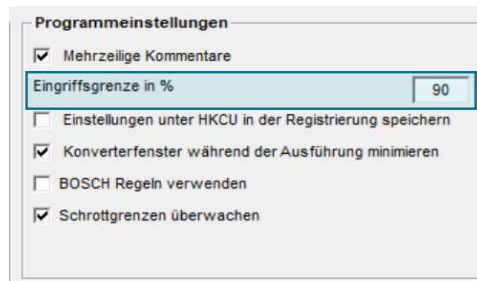 Programmeinstellungen
Mehrzeilige Kommentare
Eingriffsgrenze in % 90
Einstellungen unter HKCU in der Registrierung speichern
Konverterfenster während der Ausführung minimieren
BOSCH Regeln verwenden
Schrottgrenzen überwachen